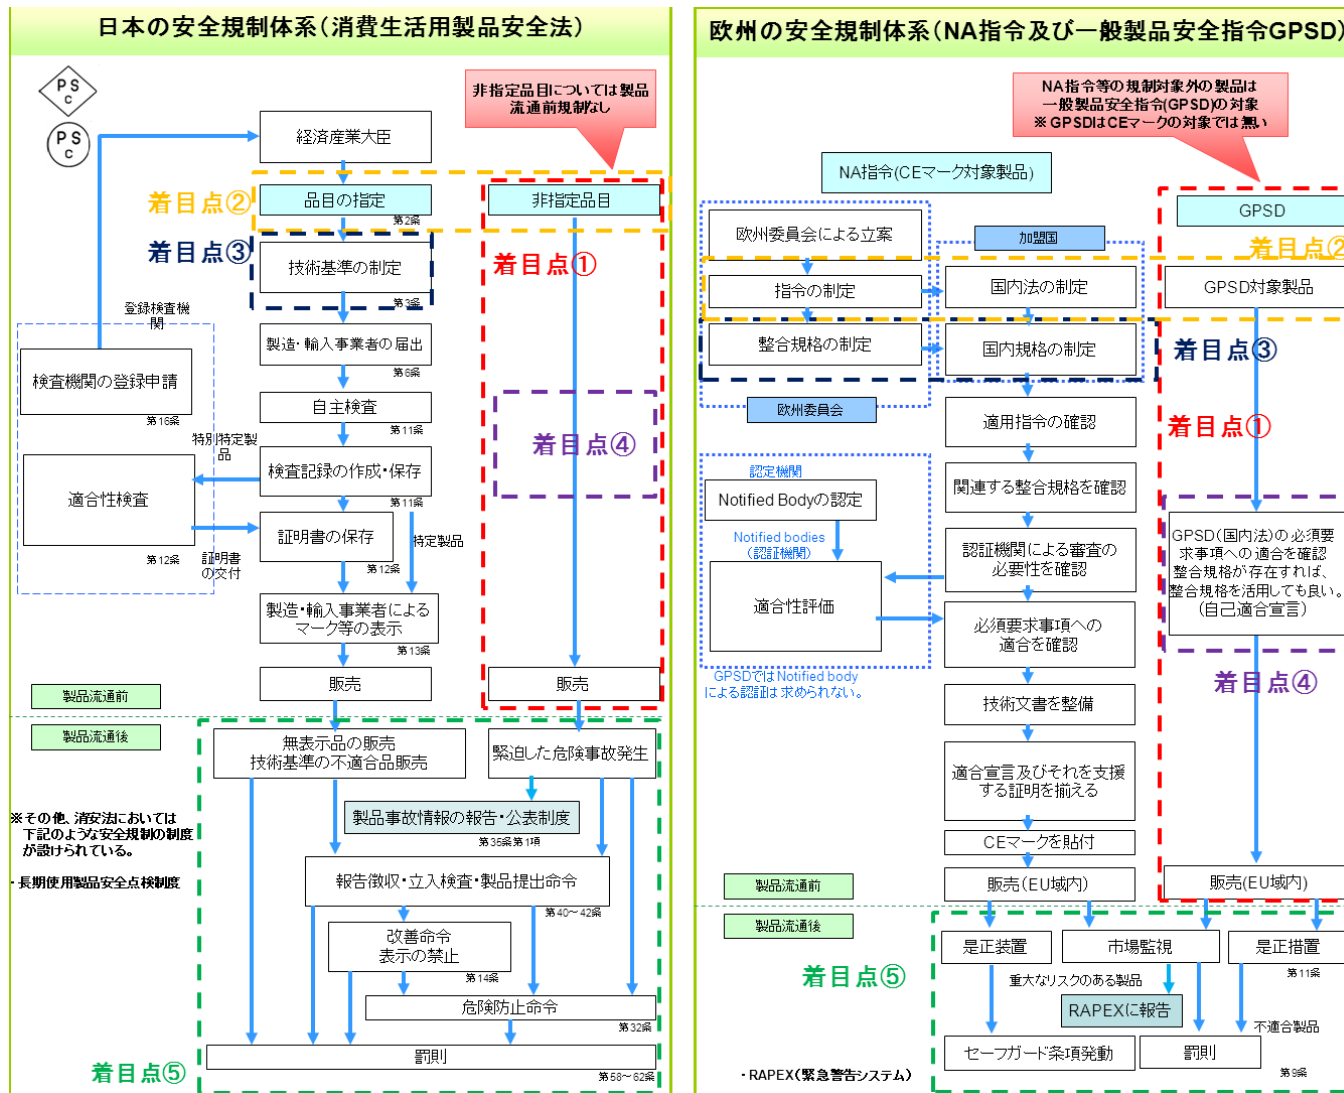 日本の安全規制体系(消費生活用製品安全法)
PS
c
PS
c
非指定品目については製品
流通前規制なし
経済産業大臣
着目点②
品目の指定
第2条
非指定品目
着目点③
技術基準の制定
第3条
着目点①
登録検査機
関
製造・輸入事業者の届出
第6条
検査機関の登録申請
第16条
自主検査
第11条
着目点④
特別特定製
品
検査記録の作成・保存
第11条
適合性検査
第12条
証明書の保存
第12条
特定製品
証明書
の交付
製造・輸入事業者による
マーク等の表示
第13条
販売
販売
製品流通前
製品流通後
無表示品の販売
技術基準の不適合品販売
緊迫した危険事故発生
製品事故情報の報告・公表制度
第35条第1項
※その他、消安法においては
下記のような安全規制の制度
が設けられている。
・長期使用製品安全点検制度
報告徴収・立入検査・製品提出命令
第40~42条
改善命令
表示の禁止
第14条
危険防止命令
第32条
罰則
第58~62条
着目点⑤
欧州の安全規制体系(NA指令及び一般製品安全指令GPSD)
NA指令等の規制対象外の製品は
一般製品安全指令(GPSD)の対象
※GPSDはCEマークの対象では無い
NA指令(CEマーク対象製品)
GPSD
欧州委員会による立案
加盟国
着目点②
指令の制定
国内法の制定
GPSD対象製品
整合規格の制定
国内規格の制定
着目点③
欧州委員会
適用指令の確認
着目点①
認定機関
Notified Bodyの認定
関連する整合規格を確認
Notified bodies
(認証機関)
認証機関による審査の
必要性を確認
GPSD(国内法)の必須要
求事項への適合を確認
整合規格が存在すれば、
整合規格を活用しても良い。
(自己適合宣言)
適合性評価
必須要求事項への
適合を確認
GPSDではNotified body
による認証は求められない。
着目点④
技術文書を整備
適合宣言及びそれを支援
する証明を揃える
CEマークを貼付
製品流通前
販売(EU域内)
販売(EU域内)
製品流通後
着目点⑤
是正装置
市場監視
是正措置
第11条
重大なリスクのある製品
RAPEXに報告
不適合製品
セーフガード条項発動
罰則
第9条
・RAPEX(緊急警告システム)